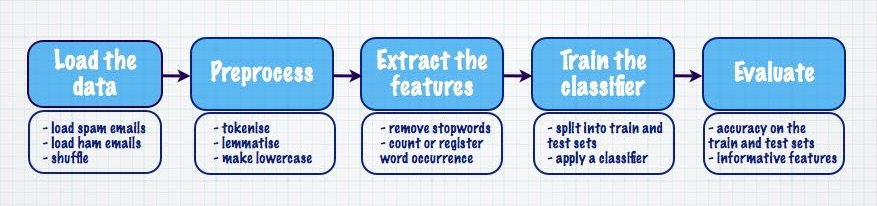 Load the
data
- load spam emails
- load ham emails
- shuffle
Preprocess
- tokenise
- lemmatise
- make lowercase
Extract the
features
- remove stopwords
- count or register
word occurrence
Train the
classifier
- split into train and
test sets
- apply a classifier
Evaluate
- accuracy on the
train and test sets
- informative features